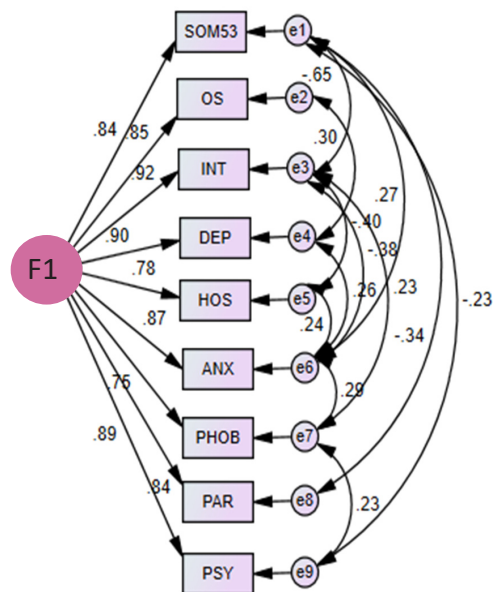 SOM53 e1
-.65
OS e2
.84 .85
.30
.92 INT e3
.27
-.40
.90 DEP e4
-.38
F1 .78
.26 .23
HOS e5 -.23
.87 .24
-.34
ANX e6
.75 .29
.89 PHOB e7
.84 PAR e8 .23
PSY e9